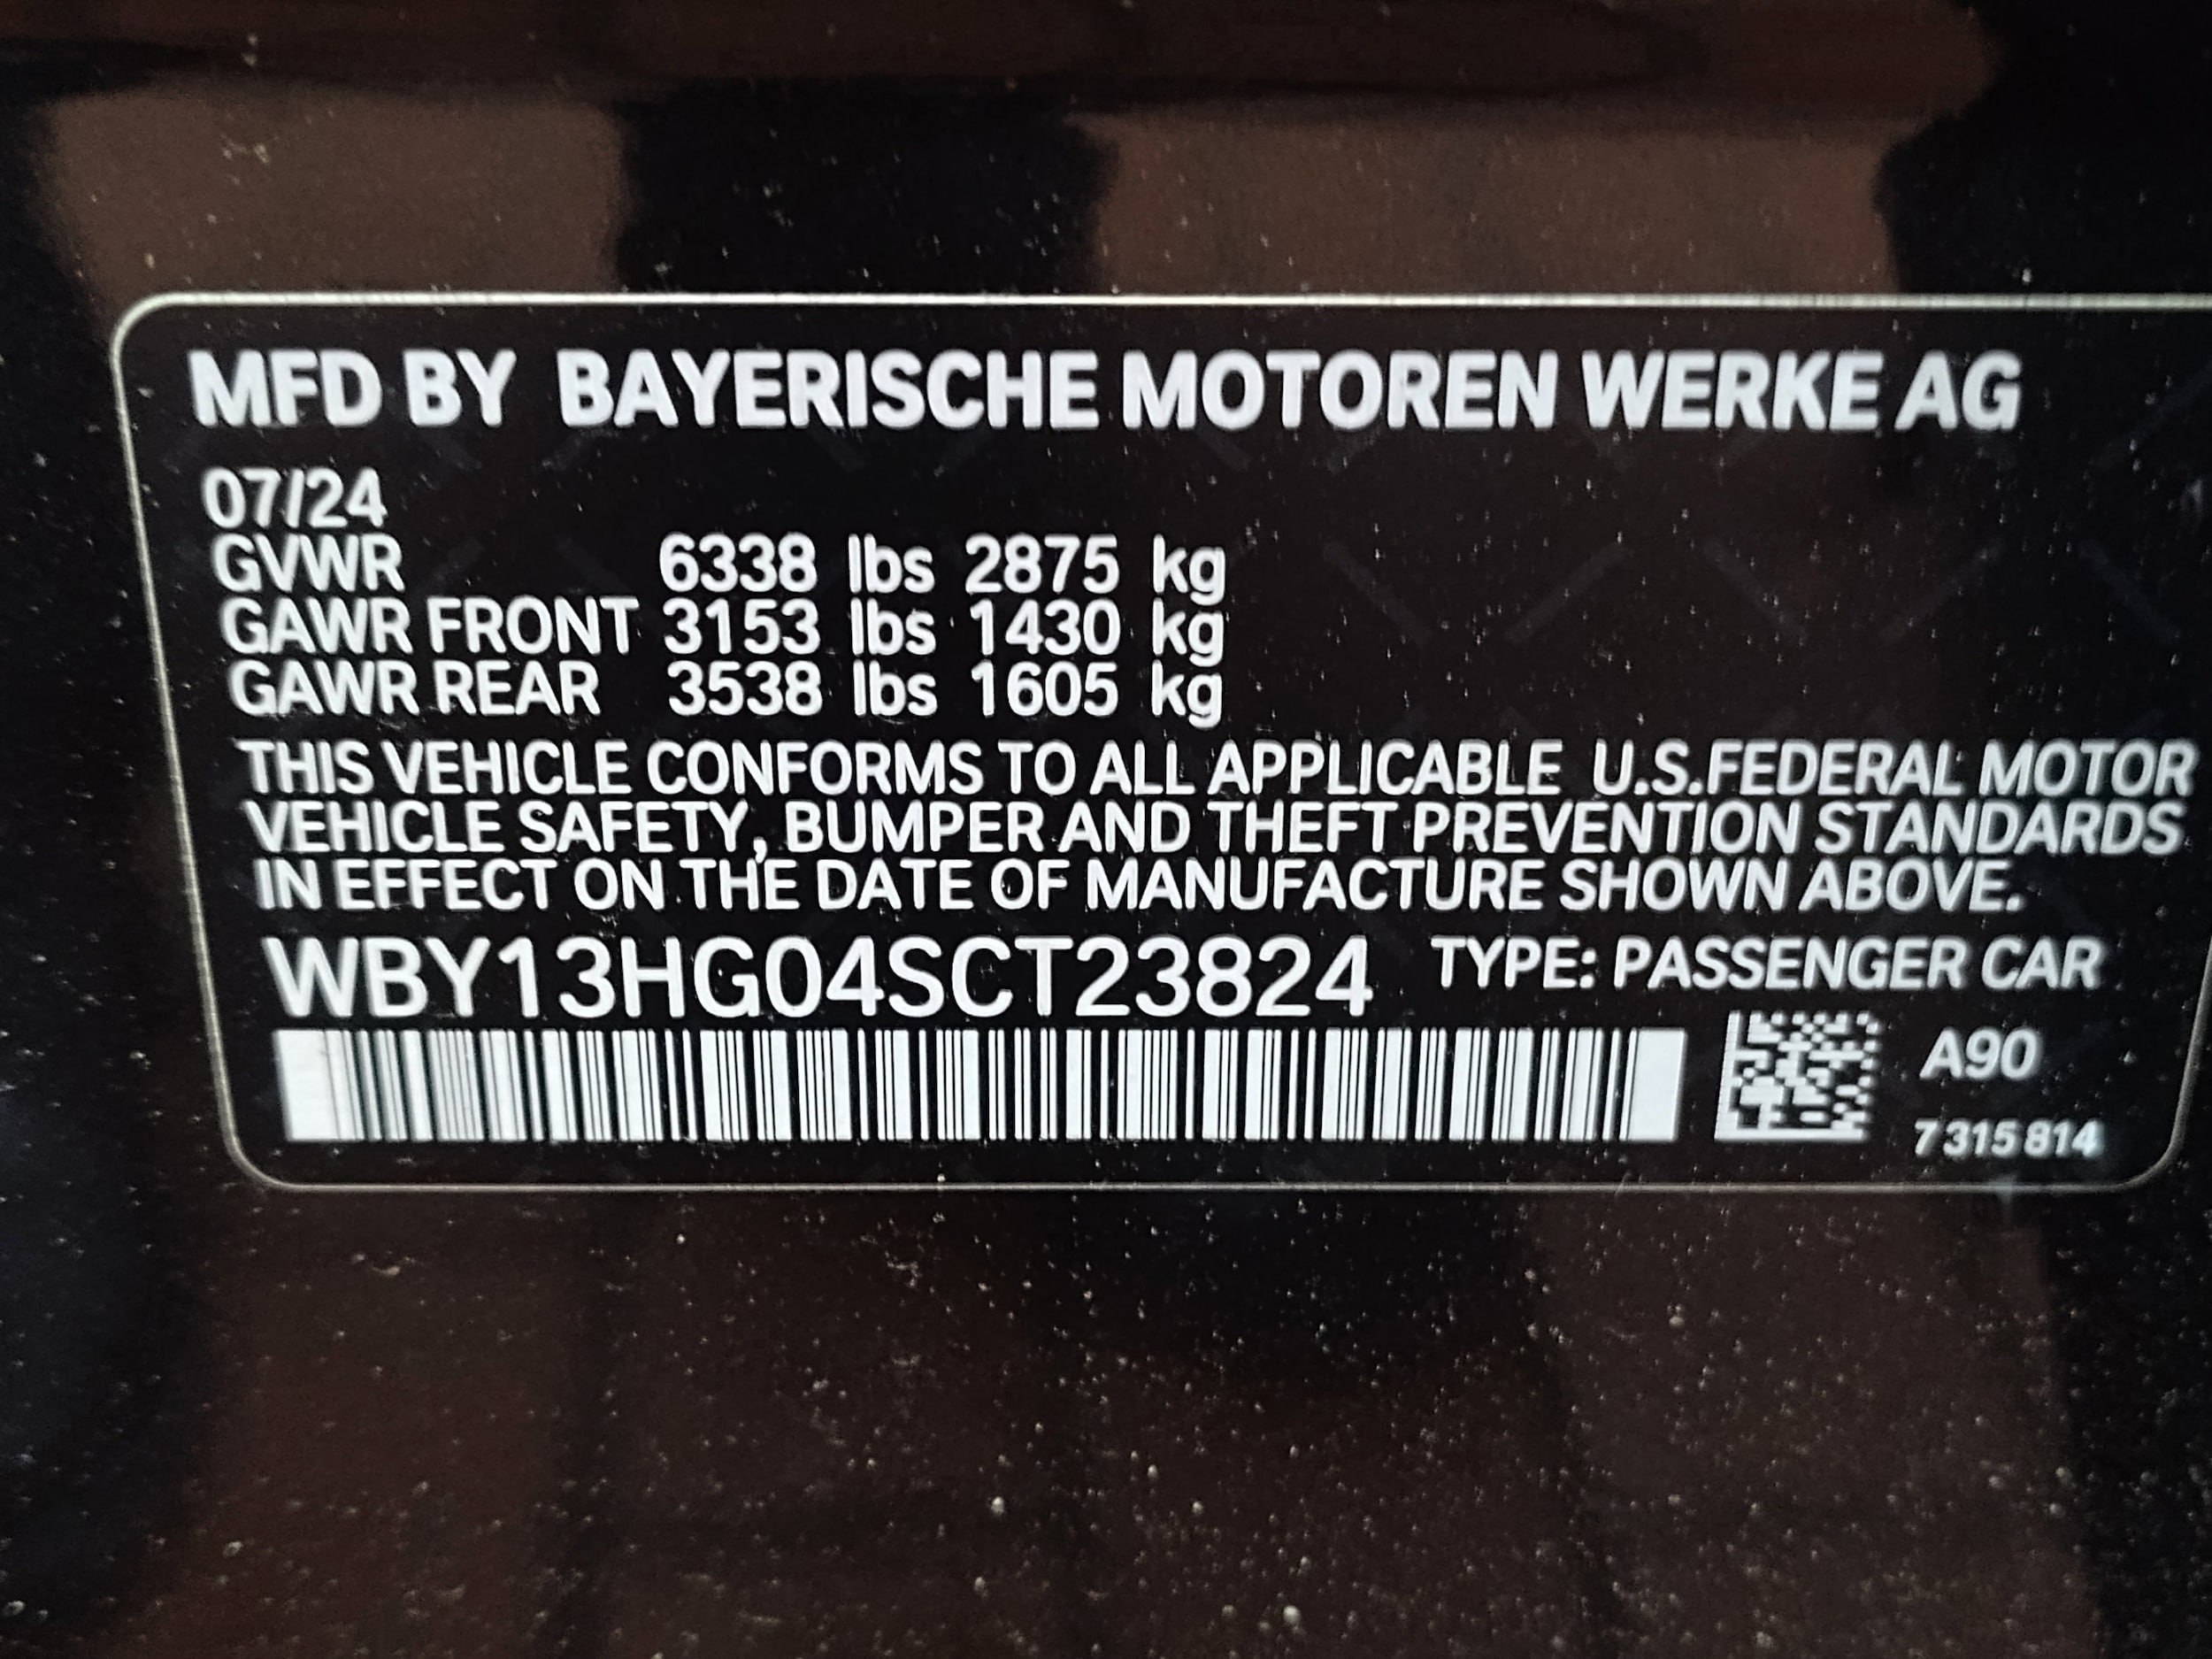 MFD BY BAYERISCHE MOTOREN WERKE AG
07/24
GVWR 6338 lbs 2875 kg
GAWR FRONT 3153 lbs 1430 kg
GAWR REAR 3538 lbs 1605 kg
THIS VEHICLE CONFORMS TO ALL APPLICABLE U.S.FEDERAL MOTOR
VEHICLE SAFETY, BUMPER AND THEFT PREVENTION STANDARDS
IN EFFECT ON THE DATE OF MANUFACTURE SHOWN ABOVE.
WBY13HG04SCT23824 TYPE: PASSENGER CAR
A90
7 315 814